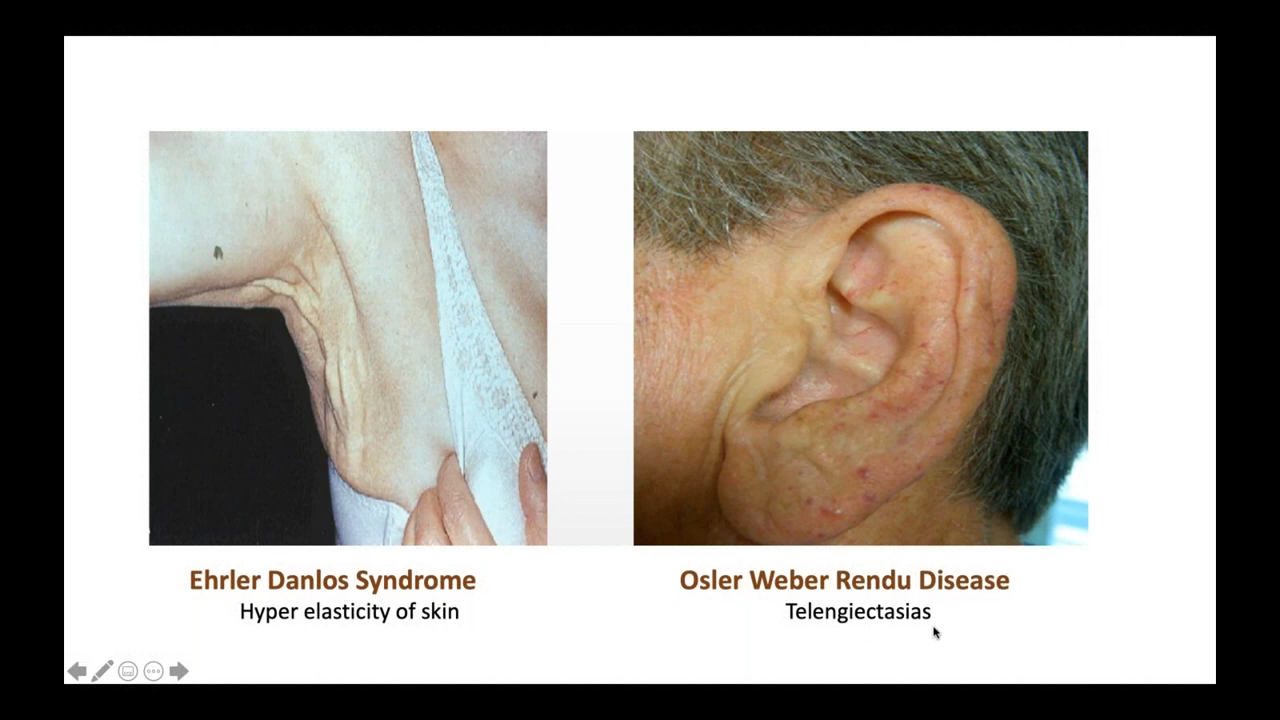 Ehrler Danlos Syndrome
Hyper elasticity of skin
Osler Weber Rendu Disease
Telengiectasias